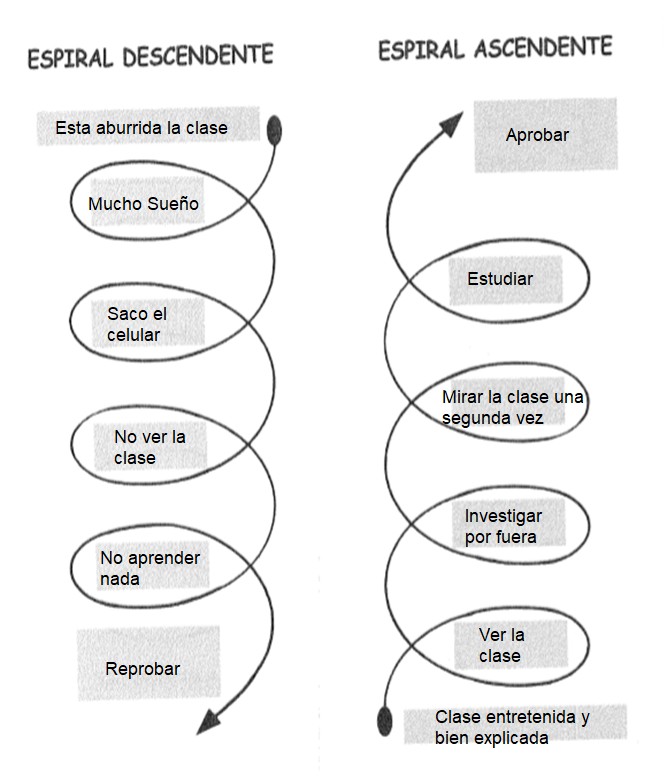 ESPIRAL DESCENDENTE
Esta aburrida la clase
Mucho Sueño
Saco el
celular
No ver la
clase
No aprender
nada
Reprobar
ESPIRAL ASCENDENTE
Aprobar
Estudiar
Mirar la clase una
segunda vez
Investigar
por fuera
Ver la
clase
Clase entretenida y
bien explicada